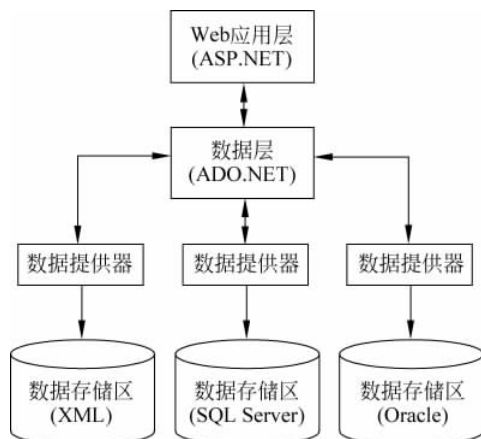 Web应用层
(ASP.NET)
数据层
(ADO.NET)
数据提供器
数据提供器
数据提供器
数据存储区
(XML)
数据存储区
(SQL Server)
数据存储区
(Oracle)